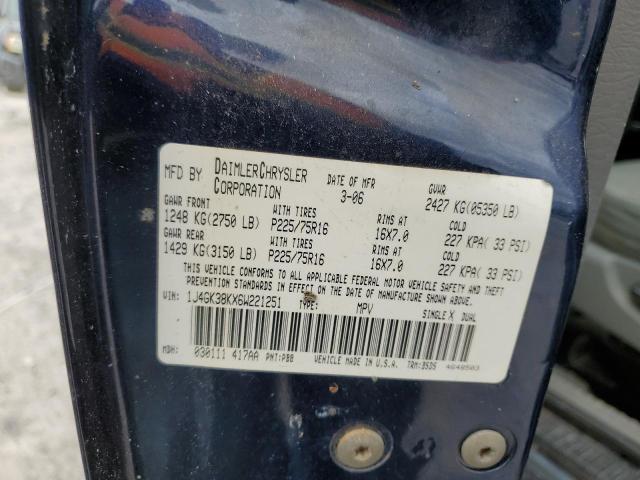 MFD BY DAIMLERCHRYSLER CORPORATION DATE OF MFR 3-06 GVWR 2427 KG(05350 LB)
GAWR FRONT WITH TIRES RIMS AT COLD
1248 KG(2750 LB) P225/75R16 16X7.0 227 KPA( 33 PSI)
GAWR REAR WITH TIRES RIMS AT COLD
1429 KG(3150 LB) P225/75R16 16X7.0 227 KPA( 33 PSI)
THIS VEHICLE CONFORMS TO ALL APPLICABLE FEDERAL MOTOR VEHICLE SAFETY AND THEFT
PREVENTION STANDARDS IN EFFECT ON THE DATE OF MANUFACTURE SHOWN ABOVE.
VIN: 1J4GK38KX6W221251 TYPE: MPV SINGLE X DUAL
MDH: 030111 417AA PNT:PBB VEHICLE MADE IN U.S.A. TRM:B5D5 4648503